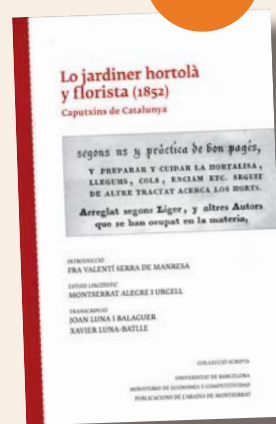 Lo jardiner hortolà
y florista (1852)
Caputxins de Catalunya
segons us y práctica de bon pagés,
Y PREPARAR Y CUIDAR LA HORTALISA,
LLEGUMS, COLS, ENCIAM ETC. SEGUIT
DE ALTRE TRACTAT ACERCA LOS HORTS.
Arreglat segons Liger, y altres Autors
que se han ocupat en la materia,
INTRODUCCIÓ
FRA VALENTÍ SERRA DE MANRESA
ESTUDI LINGÜÍSTIC
MONTSERRAT ALEGRE I URGELL
TRANSCRIPCIÓ
JOAN LUNA I BALAGUER
XAVIER LUNA-BATLLE
COL·LECCIÓ SCRIPTA
UNIVERSITAT DE BARCELONA
MINISTERIO DE ECONOMÍA Y COMPETITIVIDAD
PUBLICACIONS DE L'ABADIA DE MONTSERRAT